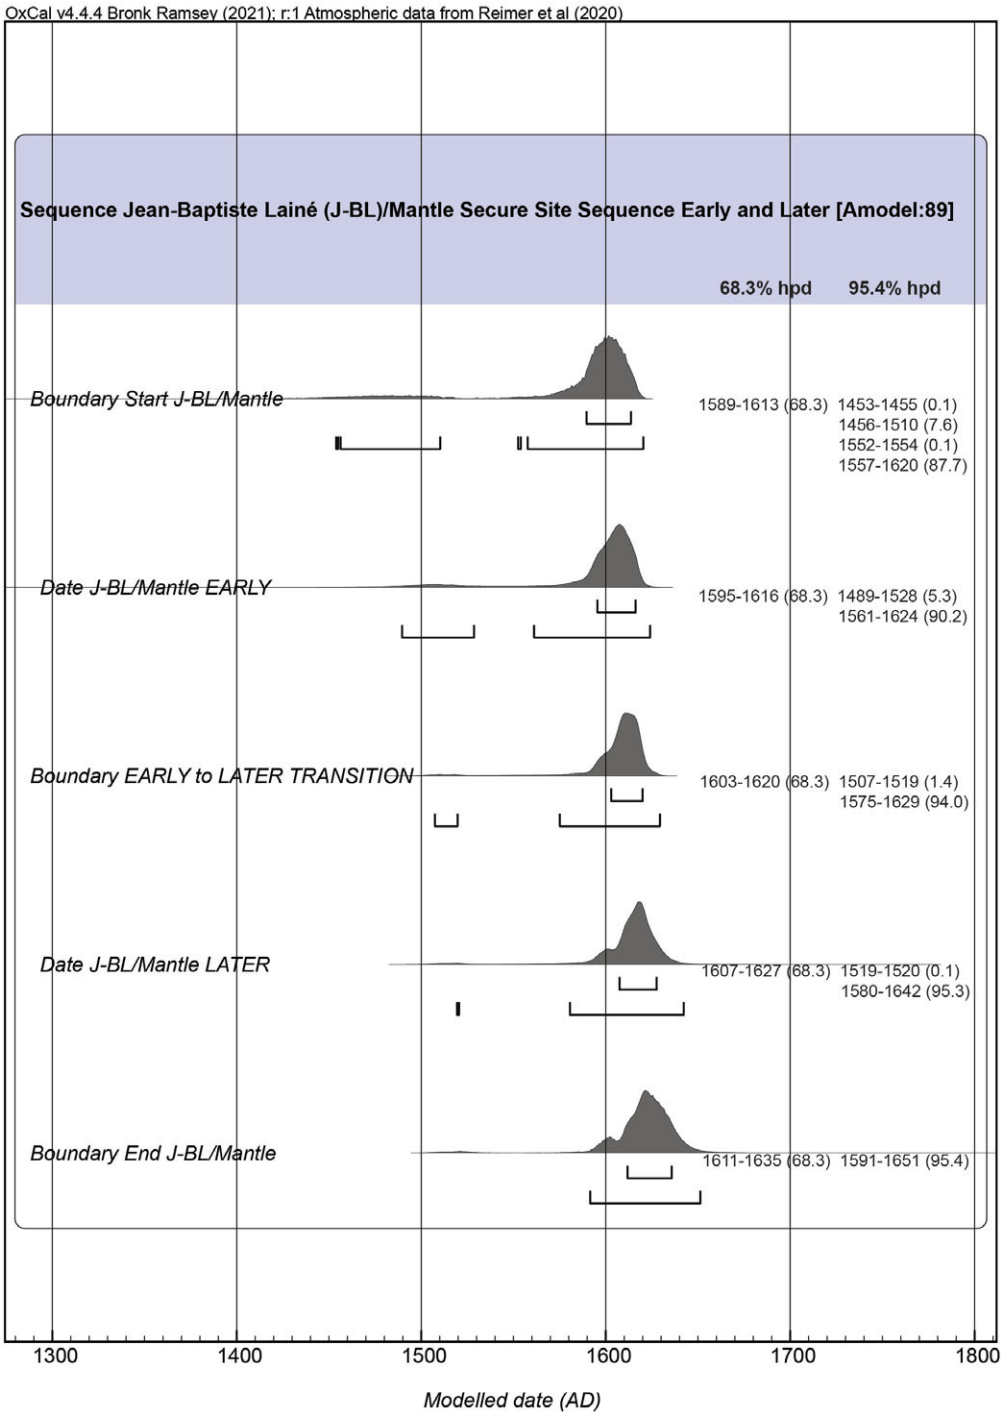 OxCal v4.4.4 Bronk Ramsey (2021); r:1 Atmospheric data from Reimer et al (2020)
Sequence Jean-Baptiste Lainé (J-BL)/Mantle Secure Site Sequence Early and Later [Amodel:89]
68.3% hpd 95.4% hpd
Boundary Start J-BL/Mantle
1589-1613 (68.3) 1453-1455 (0.1)
1456-1510 (7.6)
1552-1554 (0.1)
1557-1620 (87.7)
Date J-BL/Mantle EARLY
1595-1616 (68.3) 1489-1528 (5.3)
1561-1624 (90.2)
Boundary EARLY to LATER TRANSITION
1603-1620 (68.3) 1507-1519 (1.4)
1575-1629 (94.0)
Date J-BL/Mantle LATER
1607-1627 (68.3) 1519-1520 (0.1)
1580-1642 (95.3)
Boundary End J-BL/Mantle
1611-1635 (68.3) 1591-1651 (95.4)
1300 1400 1500 1600 1700 1800
Modelled date (AD)